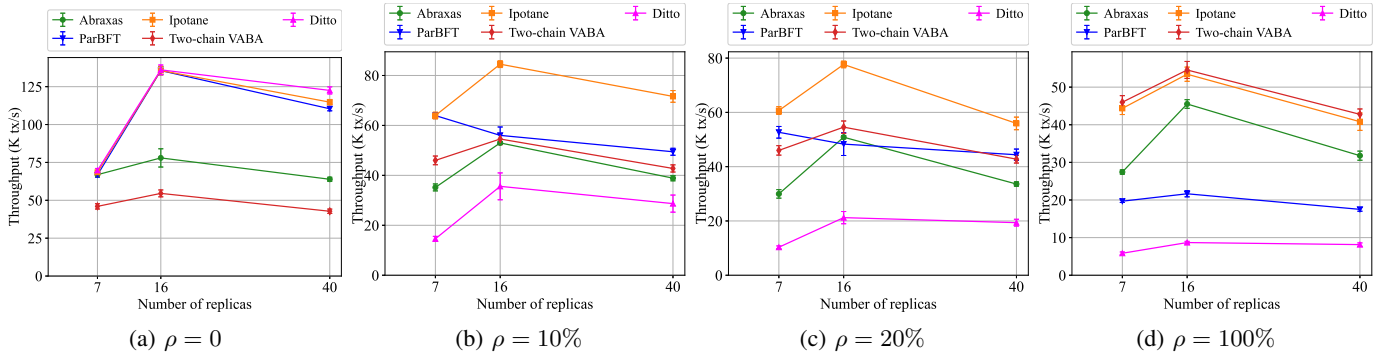 Abraxas Ipotane Ditto
ParBFT Two-chain VABA
Throughput (K tx/s)
125
100
75
50
25
0
7 16 40
Number of replicas
(a) ρ = 0
Abraxas Ipotane Ditto
ParBFT Two-chain VABA
Throughput (K tx/s)
80
60
40
20
0
7 16 40
Number of replicas
(b) ρ = 10%
Abraxas Ipotane Ditto
ParBFT Two-chain VABA
Throughput (K tx/s)
80
60
40
20
0
7 16 40
Number of replicas
(c) ρ = 20%
Abraxas Ipotane Ditto
ParBFT Two-chain VABA
Throughput (K tx/s)
50
40
30
20
10
0
7 16 40
Number of replicas
(d) ρ = 100%